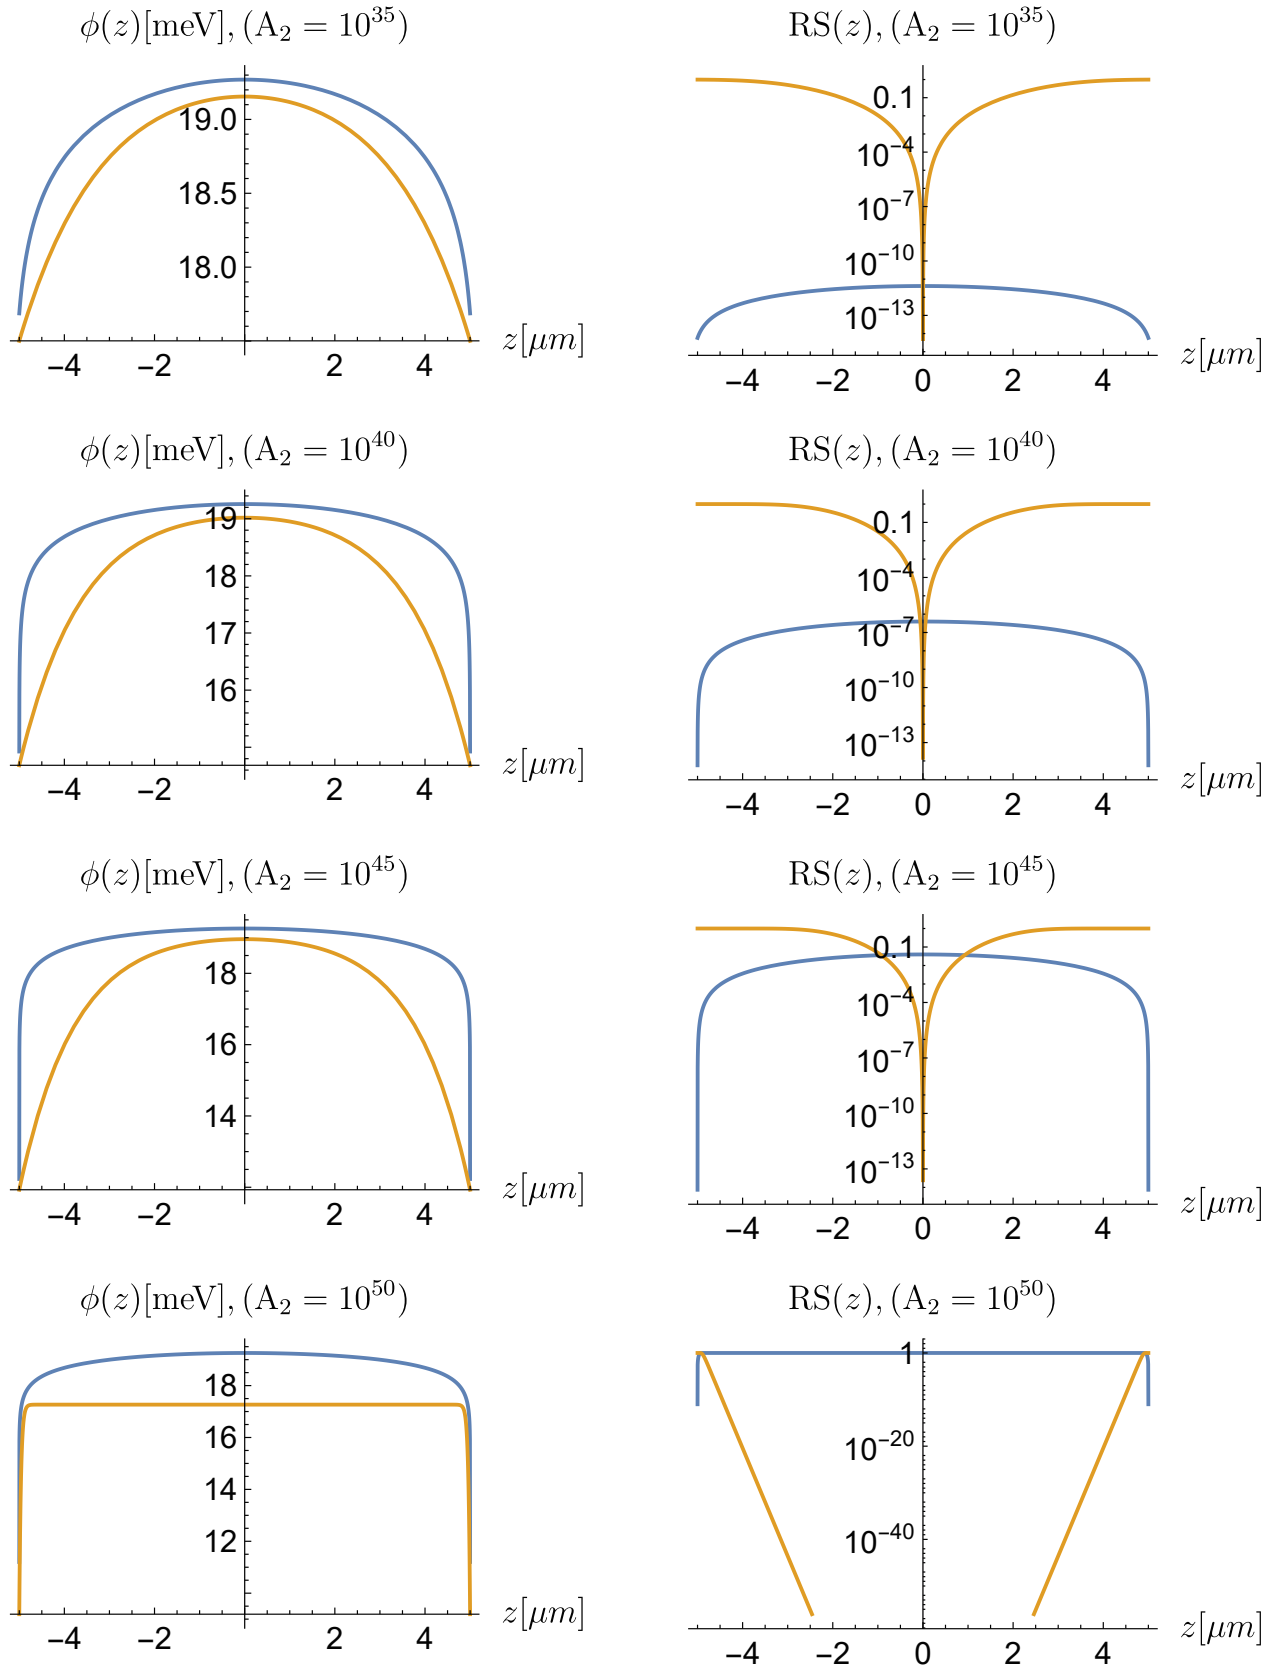 ϕ(z)[meV], (A₂ = 10³⁵)
19.0
18.5
18.0
−4 −2 2 4 z[μm]
RS(z), (A₂ = 10³⁵)
0.1
10⁻⁴
10⁻⁷
10⁻¹⁰
10⁻¹³
−4 −2 0 2 4 z[μm]
ϕ(z)[meV], (A₂ = 10⁴⁰)
19
18
17
16
−4 −2 2 4 z[μm]
RS(z), (A₂ = 10⁴⁰)
0.1
10⁻⁴
10⁻⁷
10⁻¹⁰
10⁻¹³
−4 −2 0 2 4 z[μm]
ϕ(z)[meV], (A₂ = 10⁴⁵)
18
16
14
−4 −2 2 4 z[μm]
RS(z), (A₂ = 10⁴⁵)
0.1
10⁻⁴
10⁻⁷
10⁻¹⁰
10⁻¹³
−4 −2 0 2 4 z[μm]
ϕ(z)[meV], (A₂ = 10⁵⁰)
18
16
14
12
−4 −2 2 4 z[μm]
RS(z), (A₂ = 10⁵⁰)
1
10⁻²⁰
10⁻⁴⁰
−4 −2 0 2 4 z[μm]